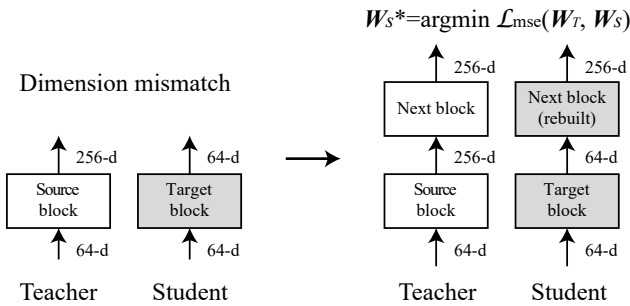 W_S*=argmin ℒmse(W_T, W_S)
Dimension mismatch
256-d
64-d
256-d
256-d
Next block
Next block
(rebuilt)
256-d
64-d
Source
block
Target
block
Source
block
Target
block
64-d
64-d
64-d
64-d
Teacher
Student
Teacher
Student